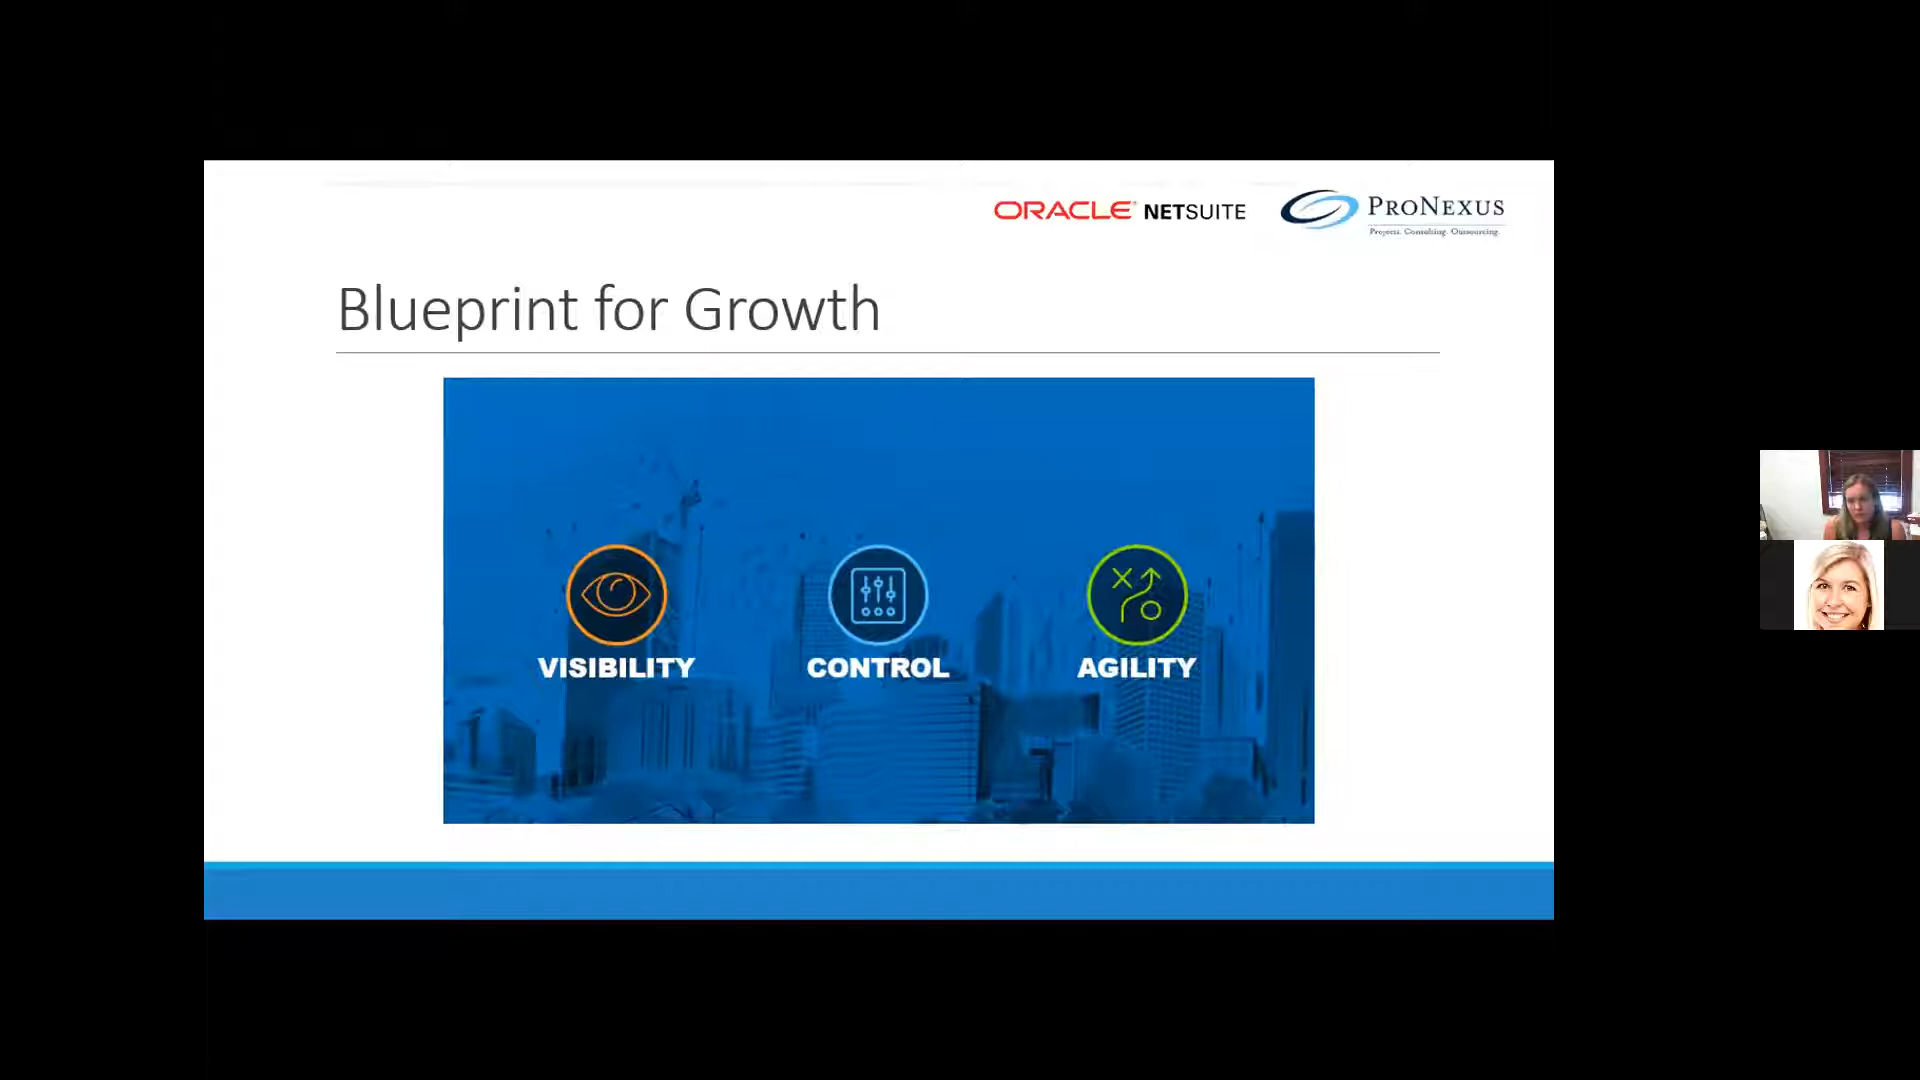 ORACLE NETSUITE
PRONEXUS
Projects. Consulting. Outsourcing.
Blueprint for Growth
VISIBILITY
CONTROL
AGILITY